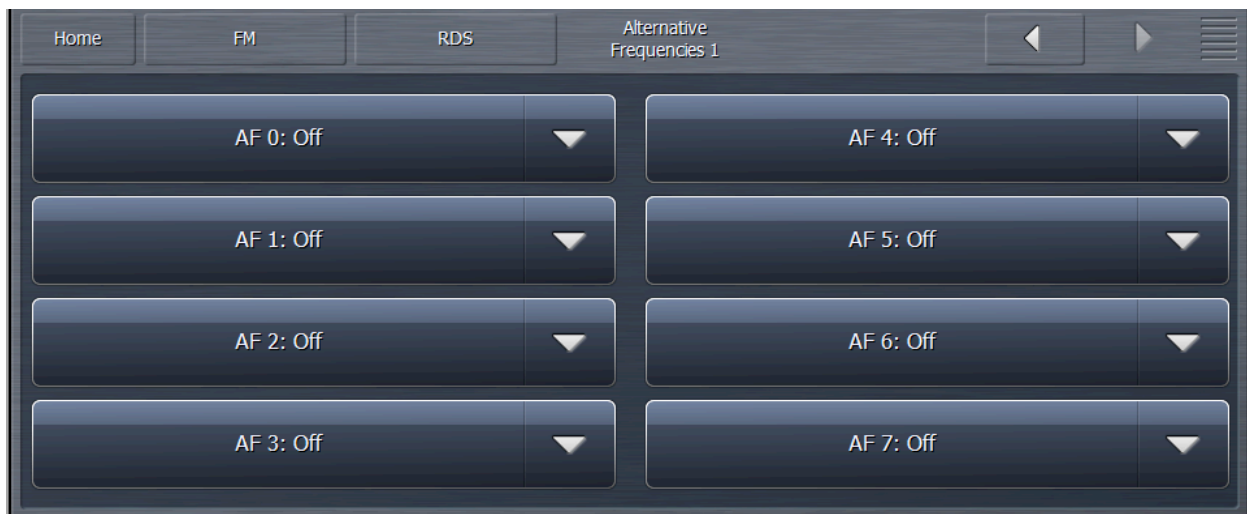 Home
FM
RDS
Alternative
Frequencies 1
AF 0: Off
AF 4: Off
AF 1: Off
AF 5: Off
AF 2: Off
AF 6: Off
AF 3: Off
AF 7: Off